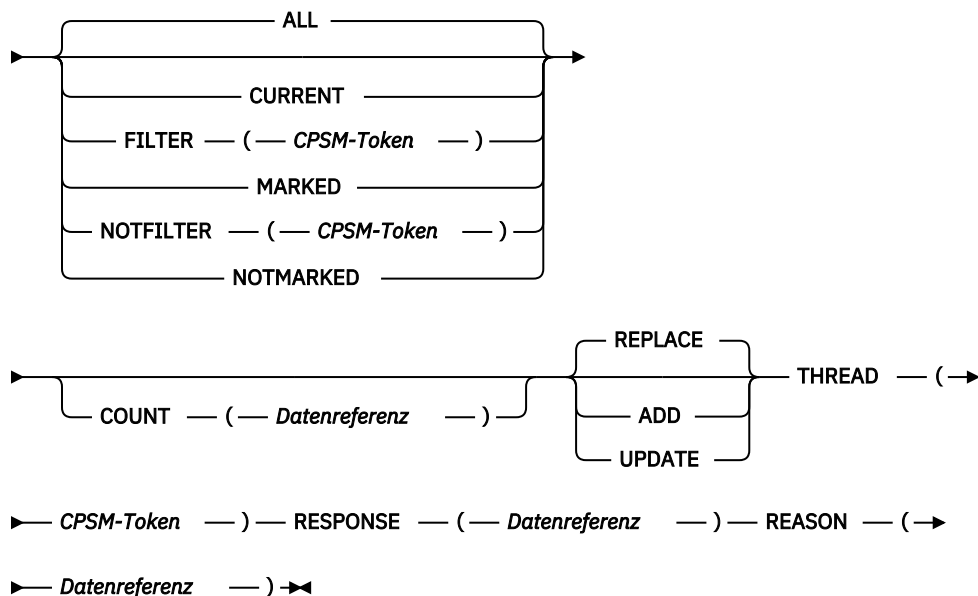 ALL
CURRENT
FILTER ( CPSM-Token )
MARKED
NOTFILTER ( CPSM-Token )
NOTMARKED
REPLACE
THREAD (
COUNT ( Datenreferenz )
ADD
UPDATE
CPSM-Token ) RESPONSE ( Datenreferenz ) REASON (
Datenreferenz )